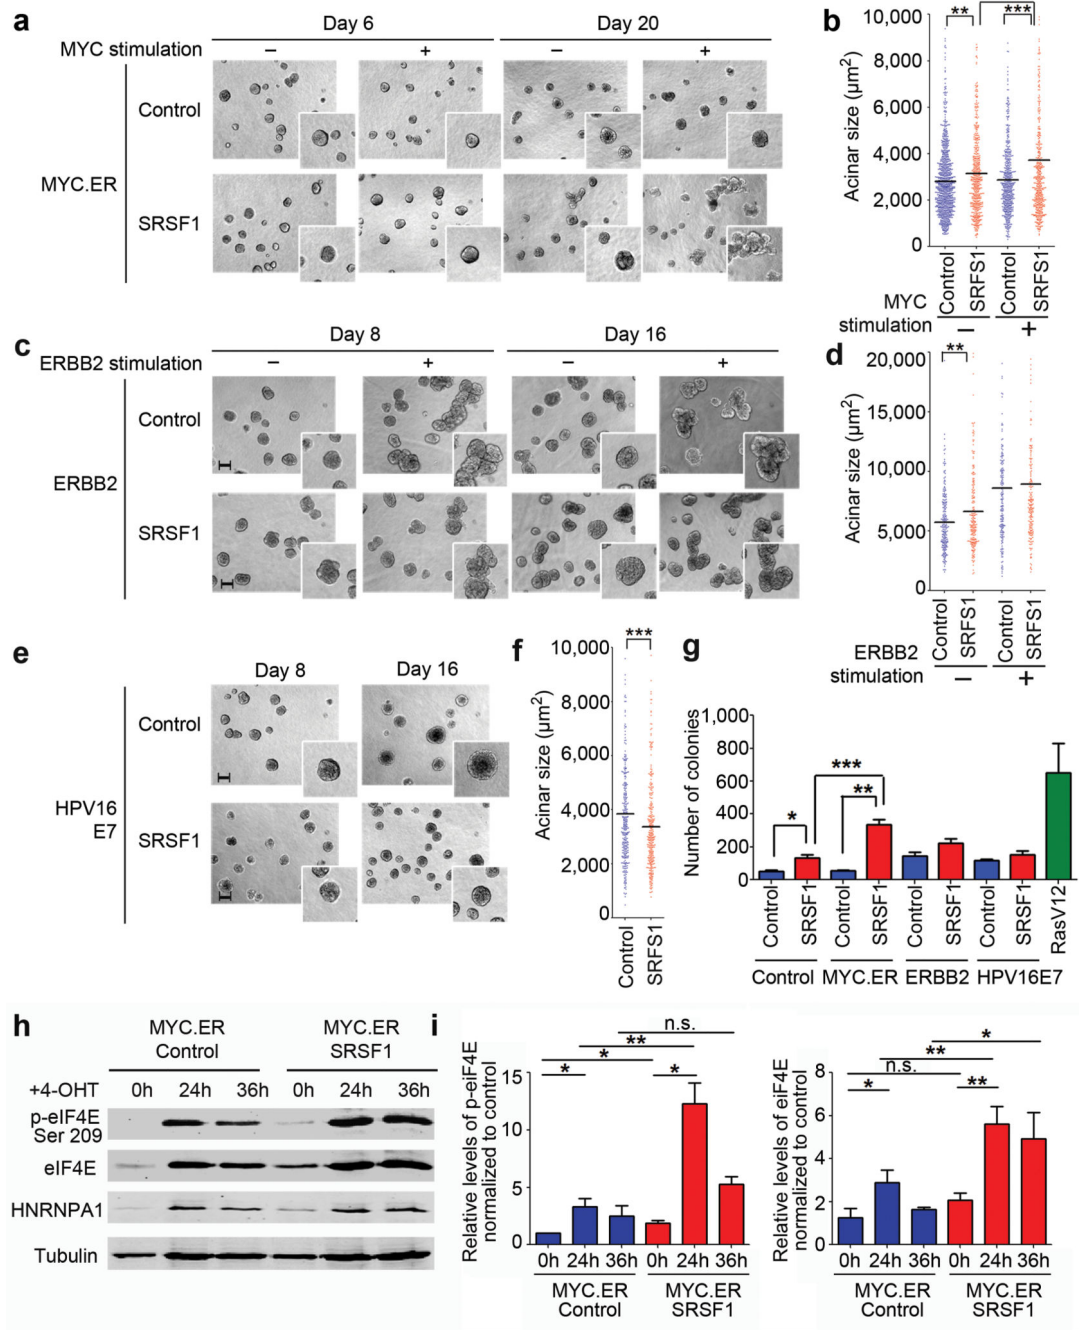 a
Day 6
Day 20
MYC stimulation
– + – +
Control
MYC.ER
SRSF1
b
***
** ***
10,000
8,000
6,000
4,000
2,000
0
Acinar size (µm²)
Control
SRFS1
Control
SRFS1
MYC
stimulation
– +
c
Day 8
Day 16
ERBB2 stimulation
– + – +
Control
ERBB2
SRSF1
d
**
20,000
15,000
10,000
5,000
0
Acinar size (µm²)
Control
SRFS1
Control
SRFS1
ERBB2
stimulation
– +
e
Day 8
Day 16
Control
HPV16
E7
SRSF1
f
***
10,000
8,000
6,000
4,000
2,000
0
Acinar size (µm²)
Control
SRFS1
g
1,000
800
600
400
200
0
Number of colonies
*
***
**
Control
SRSF1
Control
SRSF1
Control
SRSF1
Control
SRSF1
RasV12
Control MYC.ER ERBB2 HPV16E7
h
MYC.ER
Control
MYC.ER
SRSF1
+4-OHT 0h 24h 36h 0h 24h 36h
p-eIF4E
Ser 209
eIF4E
HNRNPA1
Tubulin
i
n.s.
**
*
* *
15
10
5
0
Relative levels of p-eiF4E
normalized to control
0h 24h 36h 0h 24h 36h
MYC.ER
Control
MYC.ER
SRSF1
*
**
n.s.
* **
8
6
4
2
0
Relative levels of eiF4E
normalized to control
0h 24h 36h 0h 24h 36h
MYC.ER
Control
MYC.ER
SRSF1